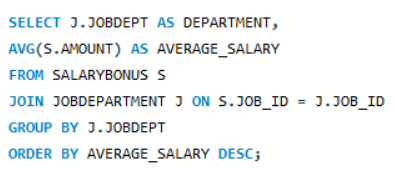 SELECT J.JOBDEPT AS DEPARTMENT,
AVG(S.AMOUNT) AS AVERAGE_SALARY
FROM SALARYBONUS S
JOIN JOBDEPARTMENT J ON S.JOB_ID = J.JOB_ID
GROUP BY J.JOBDEPT
ORDER BY AVERAGE_SALARY DESC;